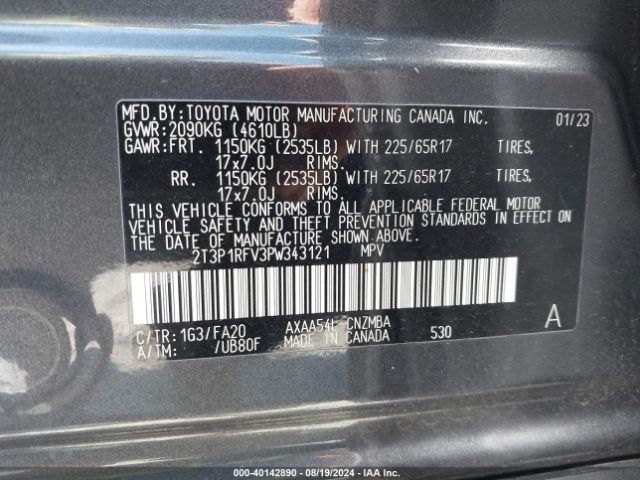 MFD.BY:TOYOTA MOTOR MANUFACTURING CANADA INC. 01/23
GVWR:2090KG (4610LB)
GAWR:FRT. 1150KG (2535LB) WITH 225/65R17 TIRES,
17x7.0J RIMS.
RR. 1150KG (2535LB) WITH 225/65R17 TIRES,
17x7.0J RIMS.
THIS VEHICLE CONFORMS TO ALL APPLICABLE FEDERAL MOTOR
VEHICLE SAFETY AND THEFT PREVENTION STANDARDS IN EFFECT ON
THE DATE OF MANUFACTURE SHOWN ABOVE.
2T3P1RFV3PW343121 MPV
C/TR:1G3/FA20 AXAA54L-CNZMBA A
A/TM: /UB80F MADE IN CANADA 530
000-40142890 - 08/19/2024 - IAA Inc.